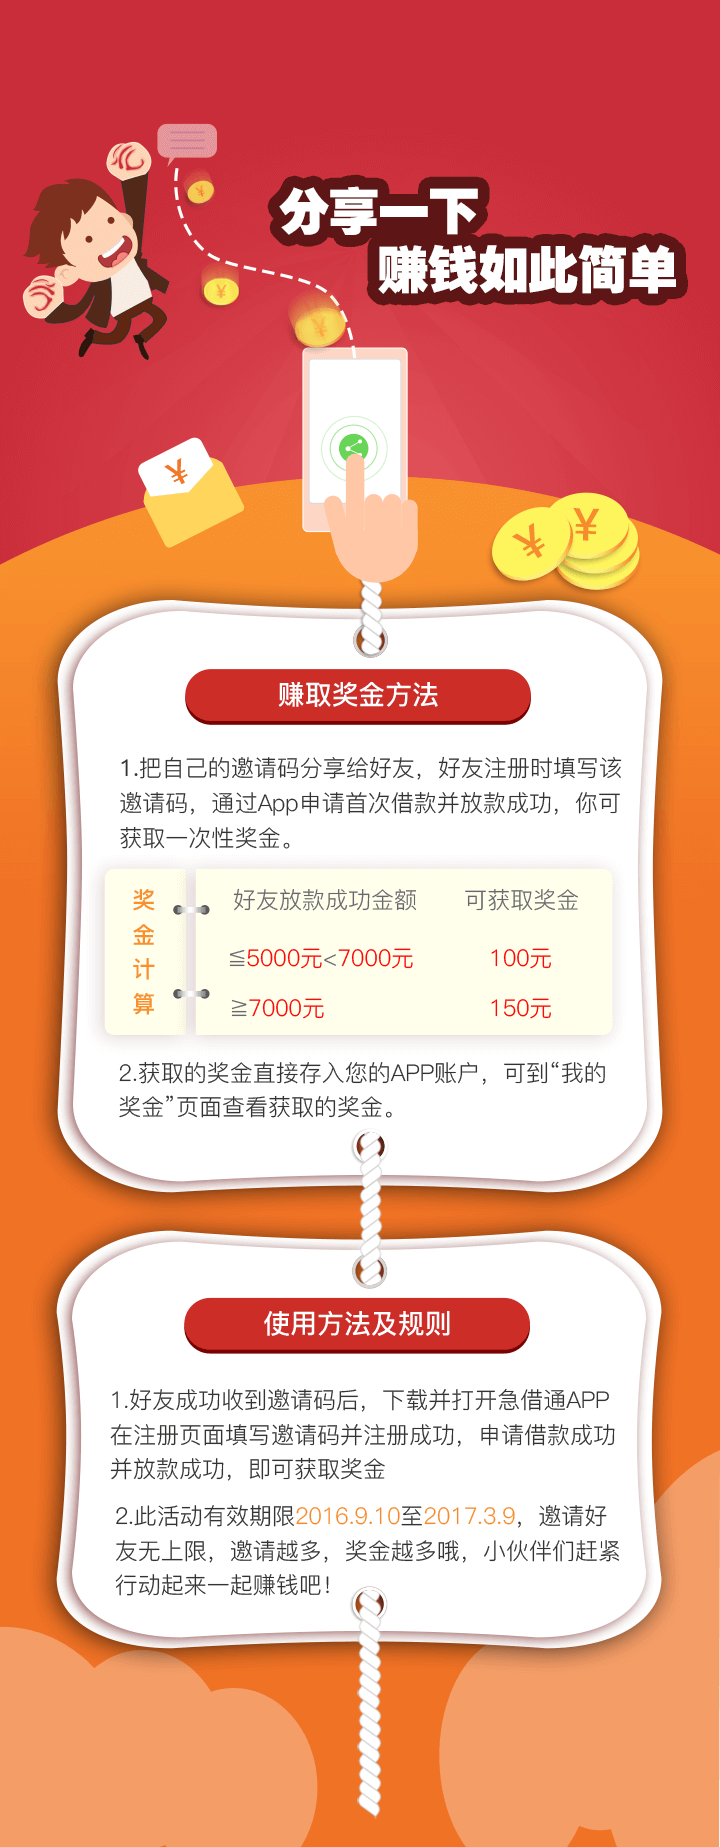 分享一下
赚钱如此简单
¥
¥
¥
¥
¥ ¥
赚取奖金方法
1.把自己的邀请码分享给好友，好友注册时填写该
邀请码，通过App申请首次借款并放款成功，你可
获取一次性奖金。
奖金计算
好友放款成功金额 可获取奖金
≦5000元<7000元 100元
≧7000元 150元
2.获取的奖金直接存入您的APP账户，可到“我的
奖金”页面查看获取的奖金。
使用方法及规则
1.好友成功收到邀请码后，下载并打开急借通APP
在注册页面填写邀请码并注册成功，申请借款成功
并放款成功，即可获取奖金
2.此活动有效期限2016.9.10至2017.3.9，邀请好
友无上限，邀请越多，奖金越多哦，小伙伴们赶紧
行动起来一起赚钱吧！